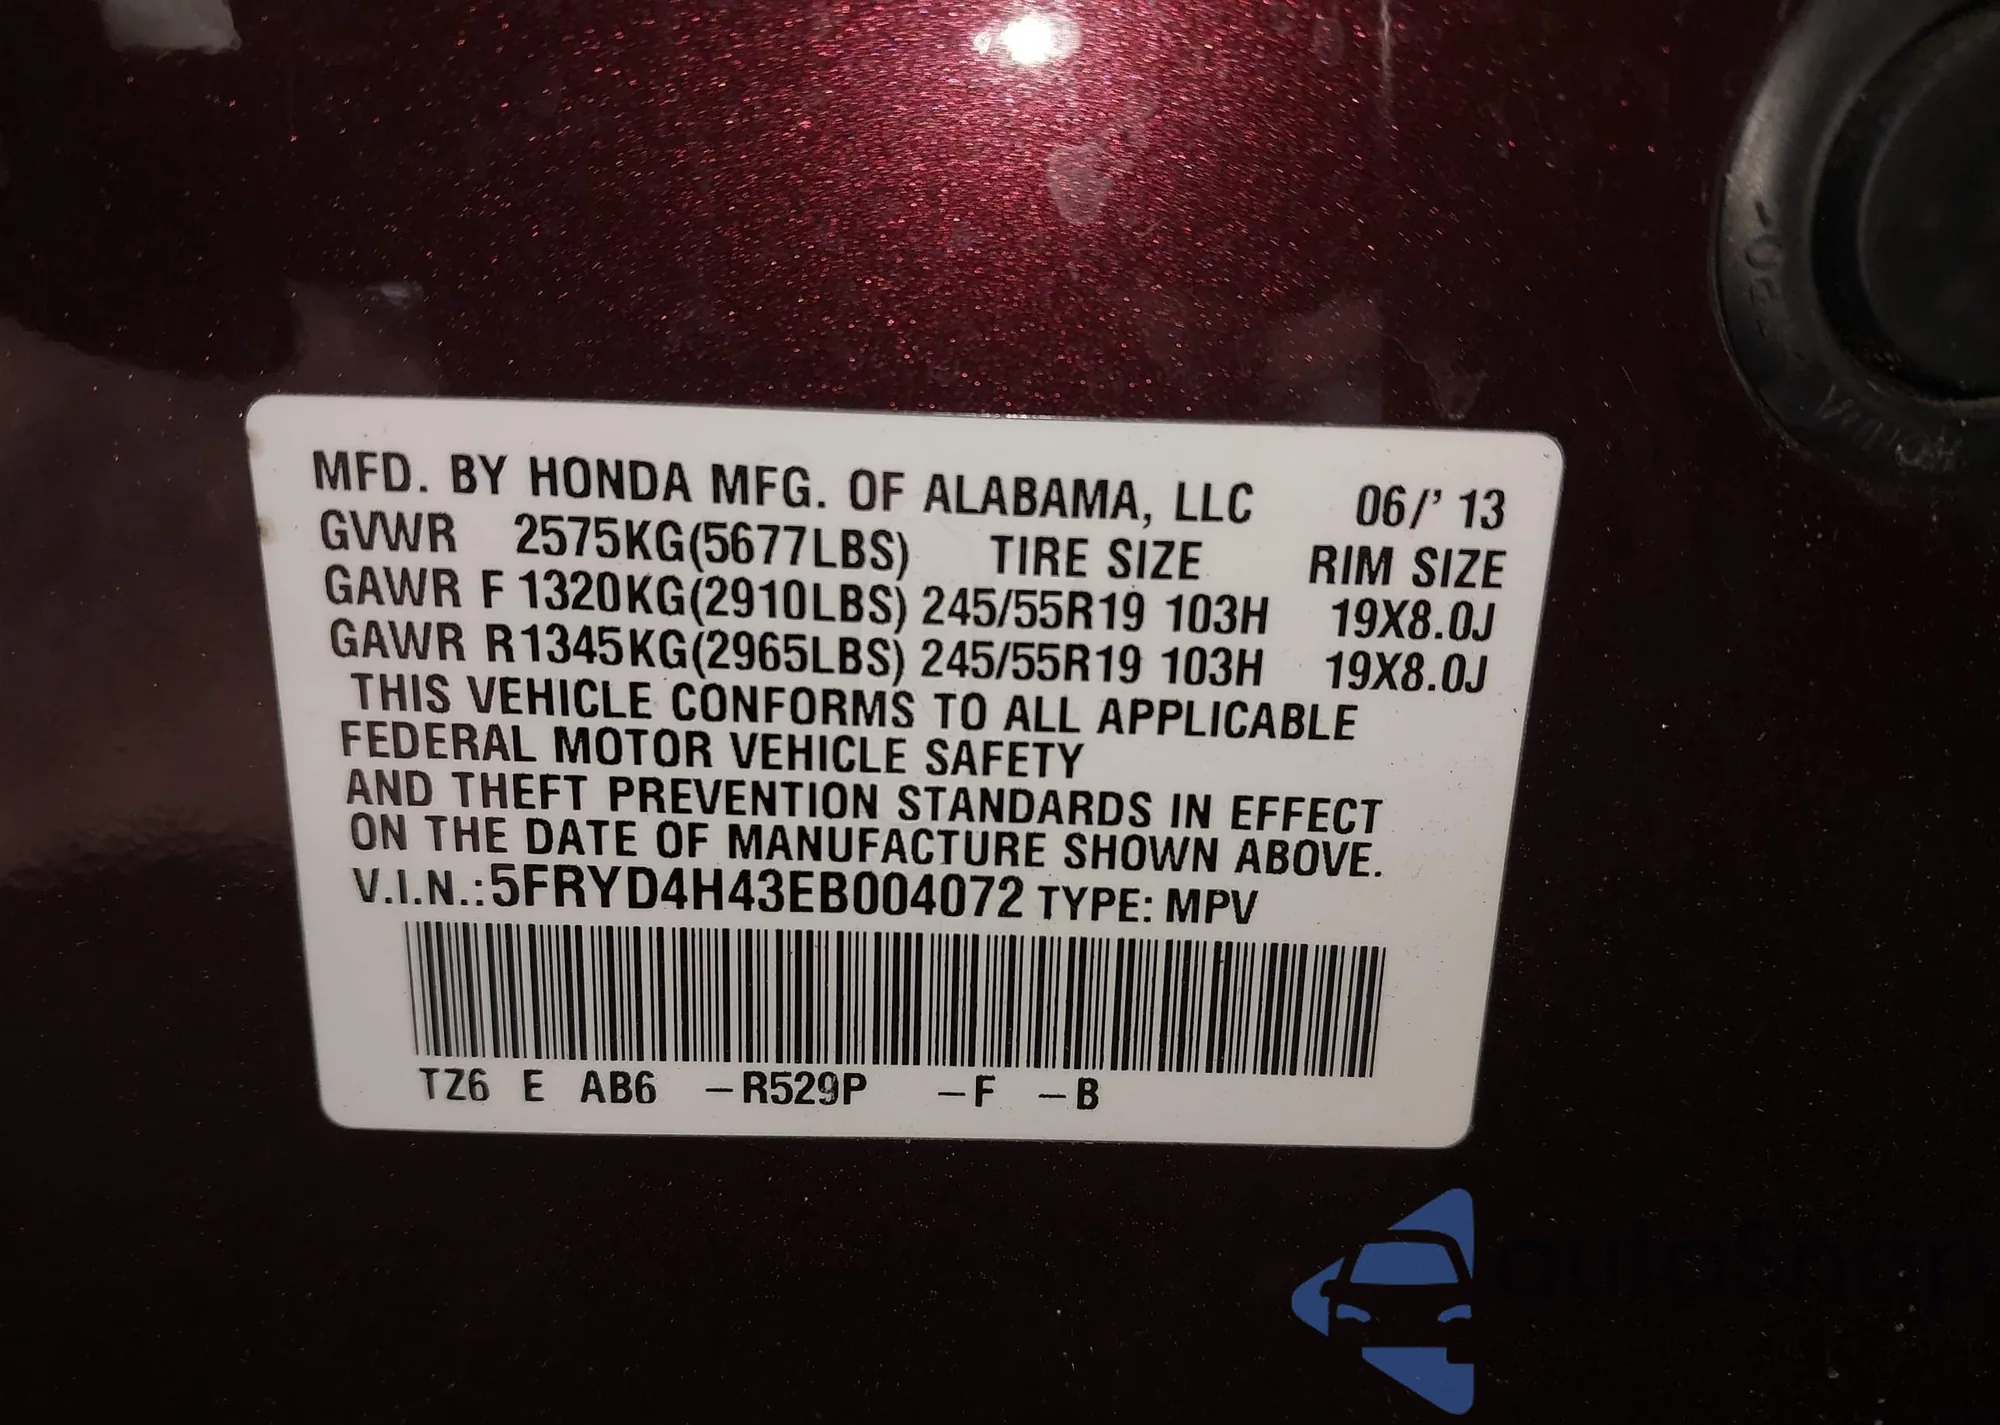 MFD. BY HONDA MFG. OF ALABAMA, LLC 06/' 13
GVWR 2575KG(5677LBS) TIRE SIZE RIM SIZE
GAWR F 1320KG(2910LBS) 245/55R19 103H 19X8.0J
GAWR R1345KG(2965LBS) 245/55R19 103H 19X8.0J
THIS VEHICLE CONFORMS TO ALL APPLICABLE
FEDERAL MOTOR VEHICLE SAFETY
AND THEFT PREVENTION STANDARDS IN EFFECT
ON THE DATE OF MANUFACTURE SHOWN ABOVE.
V.I.N.:5FRYD4H43EB004072 TYPE: MPV
TZ6 E AB6 –R529P –F –B
autosnap